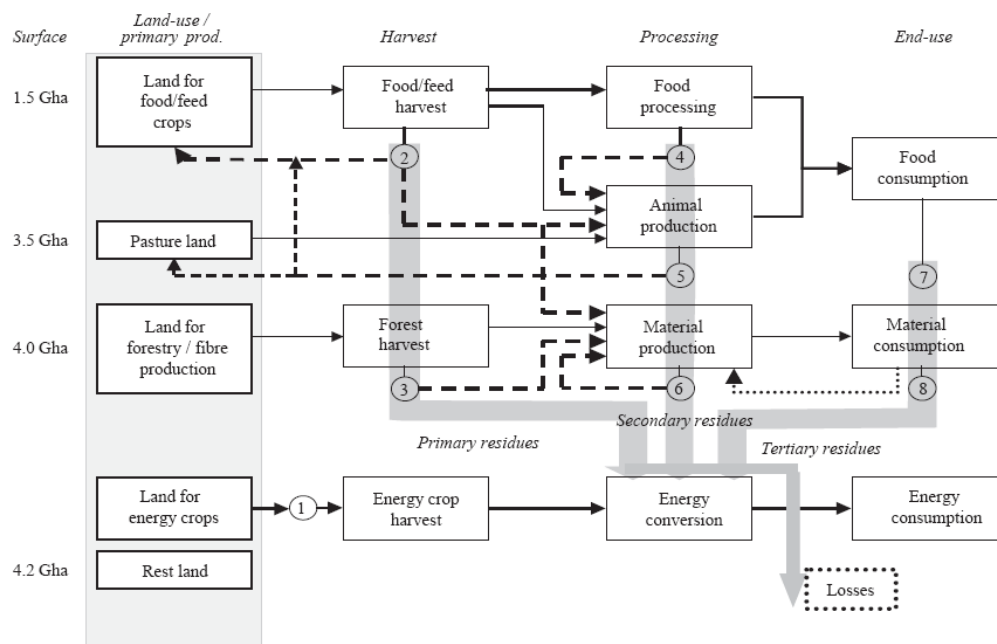 Surface
Land-use /
primary prod.
Harvest
Processing
End-use
1.5 Gha
Land for
food/feed
crops
Food/feed
harvest
Food
processing
2
4
Food
consumption
Animal
production
3.5 Gha
Pasture land
5
7
4.0 Gha
Land for
forestry / fibre
production
Forest
harvest
Material
production
Material
consumption
3
6
8
Secondary residues
Primary residues
Tertiary residues
Land for
energy crops
1
Energy crop
harvest
Energy
conversion
Energy
consumption
4.2 Gha
Rest land
Losses